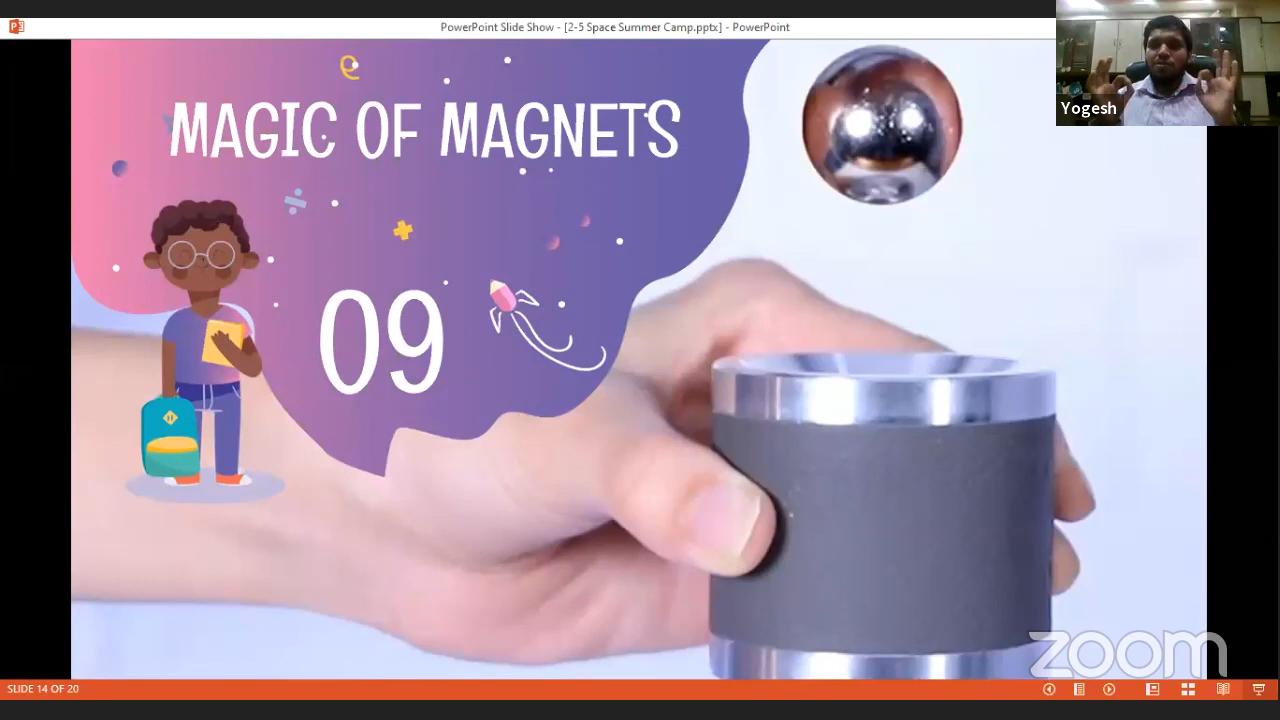 PowerPoint Slide Show - [2-5 Space Summer Camp.pptx] - PowerPoint
Yogesh
MAGIC OF MAGNETS
09
zoom
SLIDE 14 OF 20